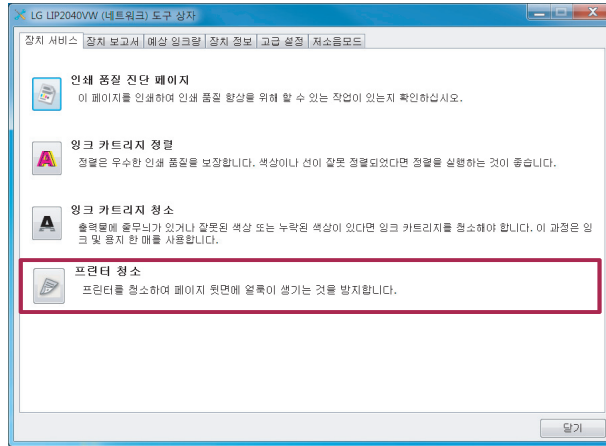 LG LIP2040VW (네트워크) 도구 상자
장치 서비스 장치 보고서 예상 잉크량 장치 정보 고급 설정 저소음모드
인쇄 품질 진단 페이지
이 페이지를 인쇄하여 인쇄 품질 향상을 위해 할 수 있는 작업이 있는지 확인하십시오.
잉크 카트리지 정렬
정렬은 우수한 인쇄 품질을 보장합니다. 색상이나 선이 잘못 정렬되었다면 정렬을 실행하는 것이 좋습니다.
잉크 카트리지 청소
출력물에 줄무늬가 있거나 잘못된 색상 또는 누락된 색상이 있다면 잉크 카트리지를 청소해야 합니다. 이 과정은 잉
크 및 용지 한 매를 사용합니다.
프린터 청소
프린터를 청소하여 페이지 뒷면에 얼룩이 생기는 것을 방지합니다.
닫기